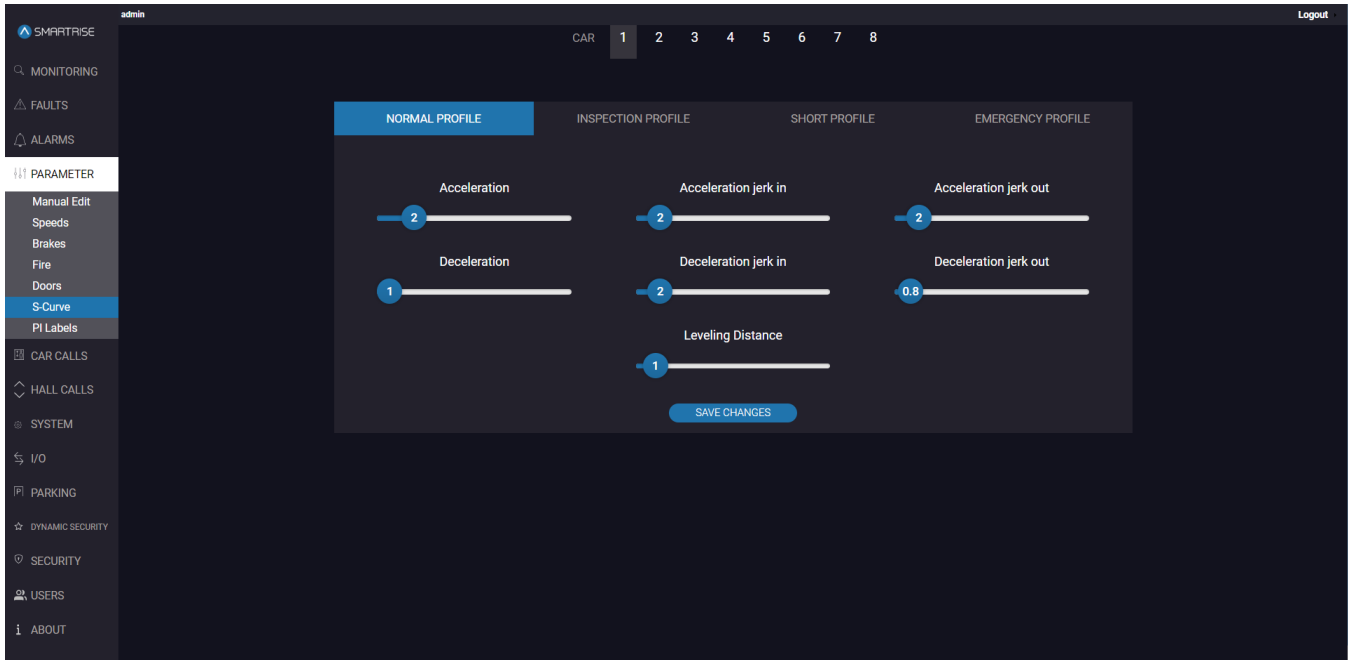 admin
Logout
SMARTRISE
CAR 1 2 3 4 5 6 7 8
MONITORING
FAULTS
ALARMS
PARAMETER
Manual Edit
Speeds
Brakes
Fire
Doors
S-Curve
PI Labels
CAR CALLS
HALL CALLS
SYSTEM
I/O
P PARKING
DYNAMIC SECURITY
SECURITY
USERS
i ABOUT
NORMAL PROFILE INSPECTION PROFILE SHORT PROFILE EMERGENCY PROFILE
Acceleration Acceleration jerk in Acceleration jerk out
2 2 2
Deceleration Deceleration jerk in Deceleration jerk out
1 2 0.8
Leveling Distance
1
SAVE CHANGES